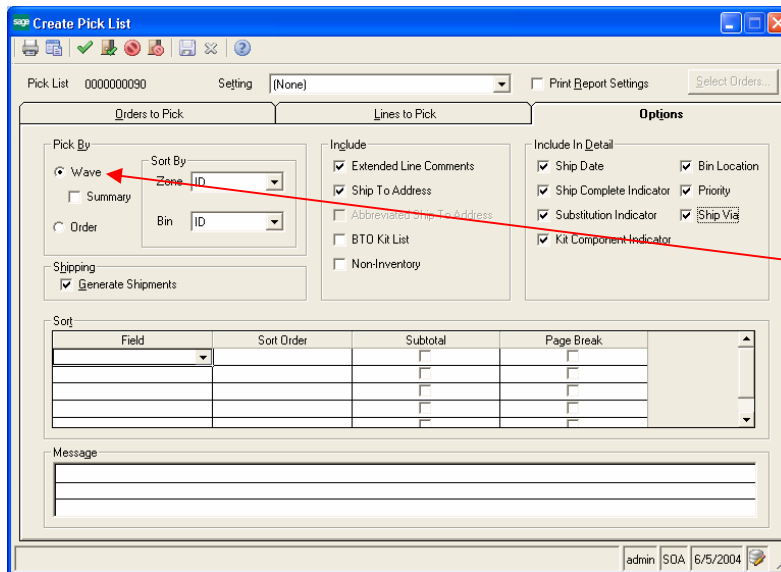 sage Create Pick List
Pick List 0000000090 Setting (None) Print Report Settings Select Orders...
Orders to Pick Lines to Pick Options
Pick By Include Include In Detail
Wave Sort By Zone ID Extended Line Comments Ship Date Bin Location
Summary Ship To Address Ship Complete Indicator Priority
Order Bin ID Abbreviated Ship To Address Substitution Indicator Ship Via
BTO Kit List Kit Component Indicator
Shipping Non-Inventory
Generate Shipments
Sort
Field Sort Order Subtotal Page Break
Message
admin SOA 6/5/2004